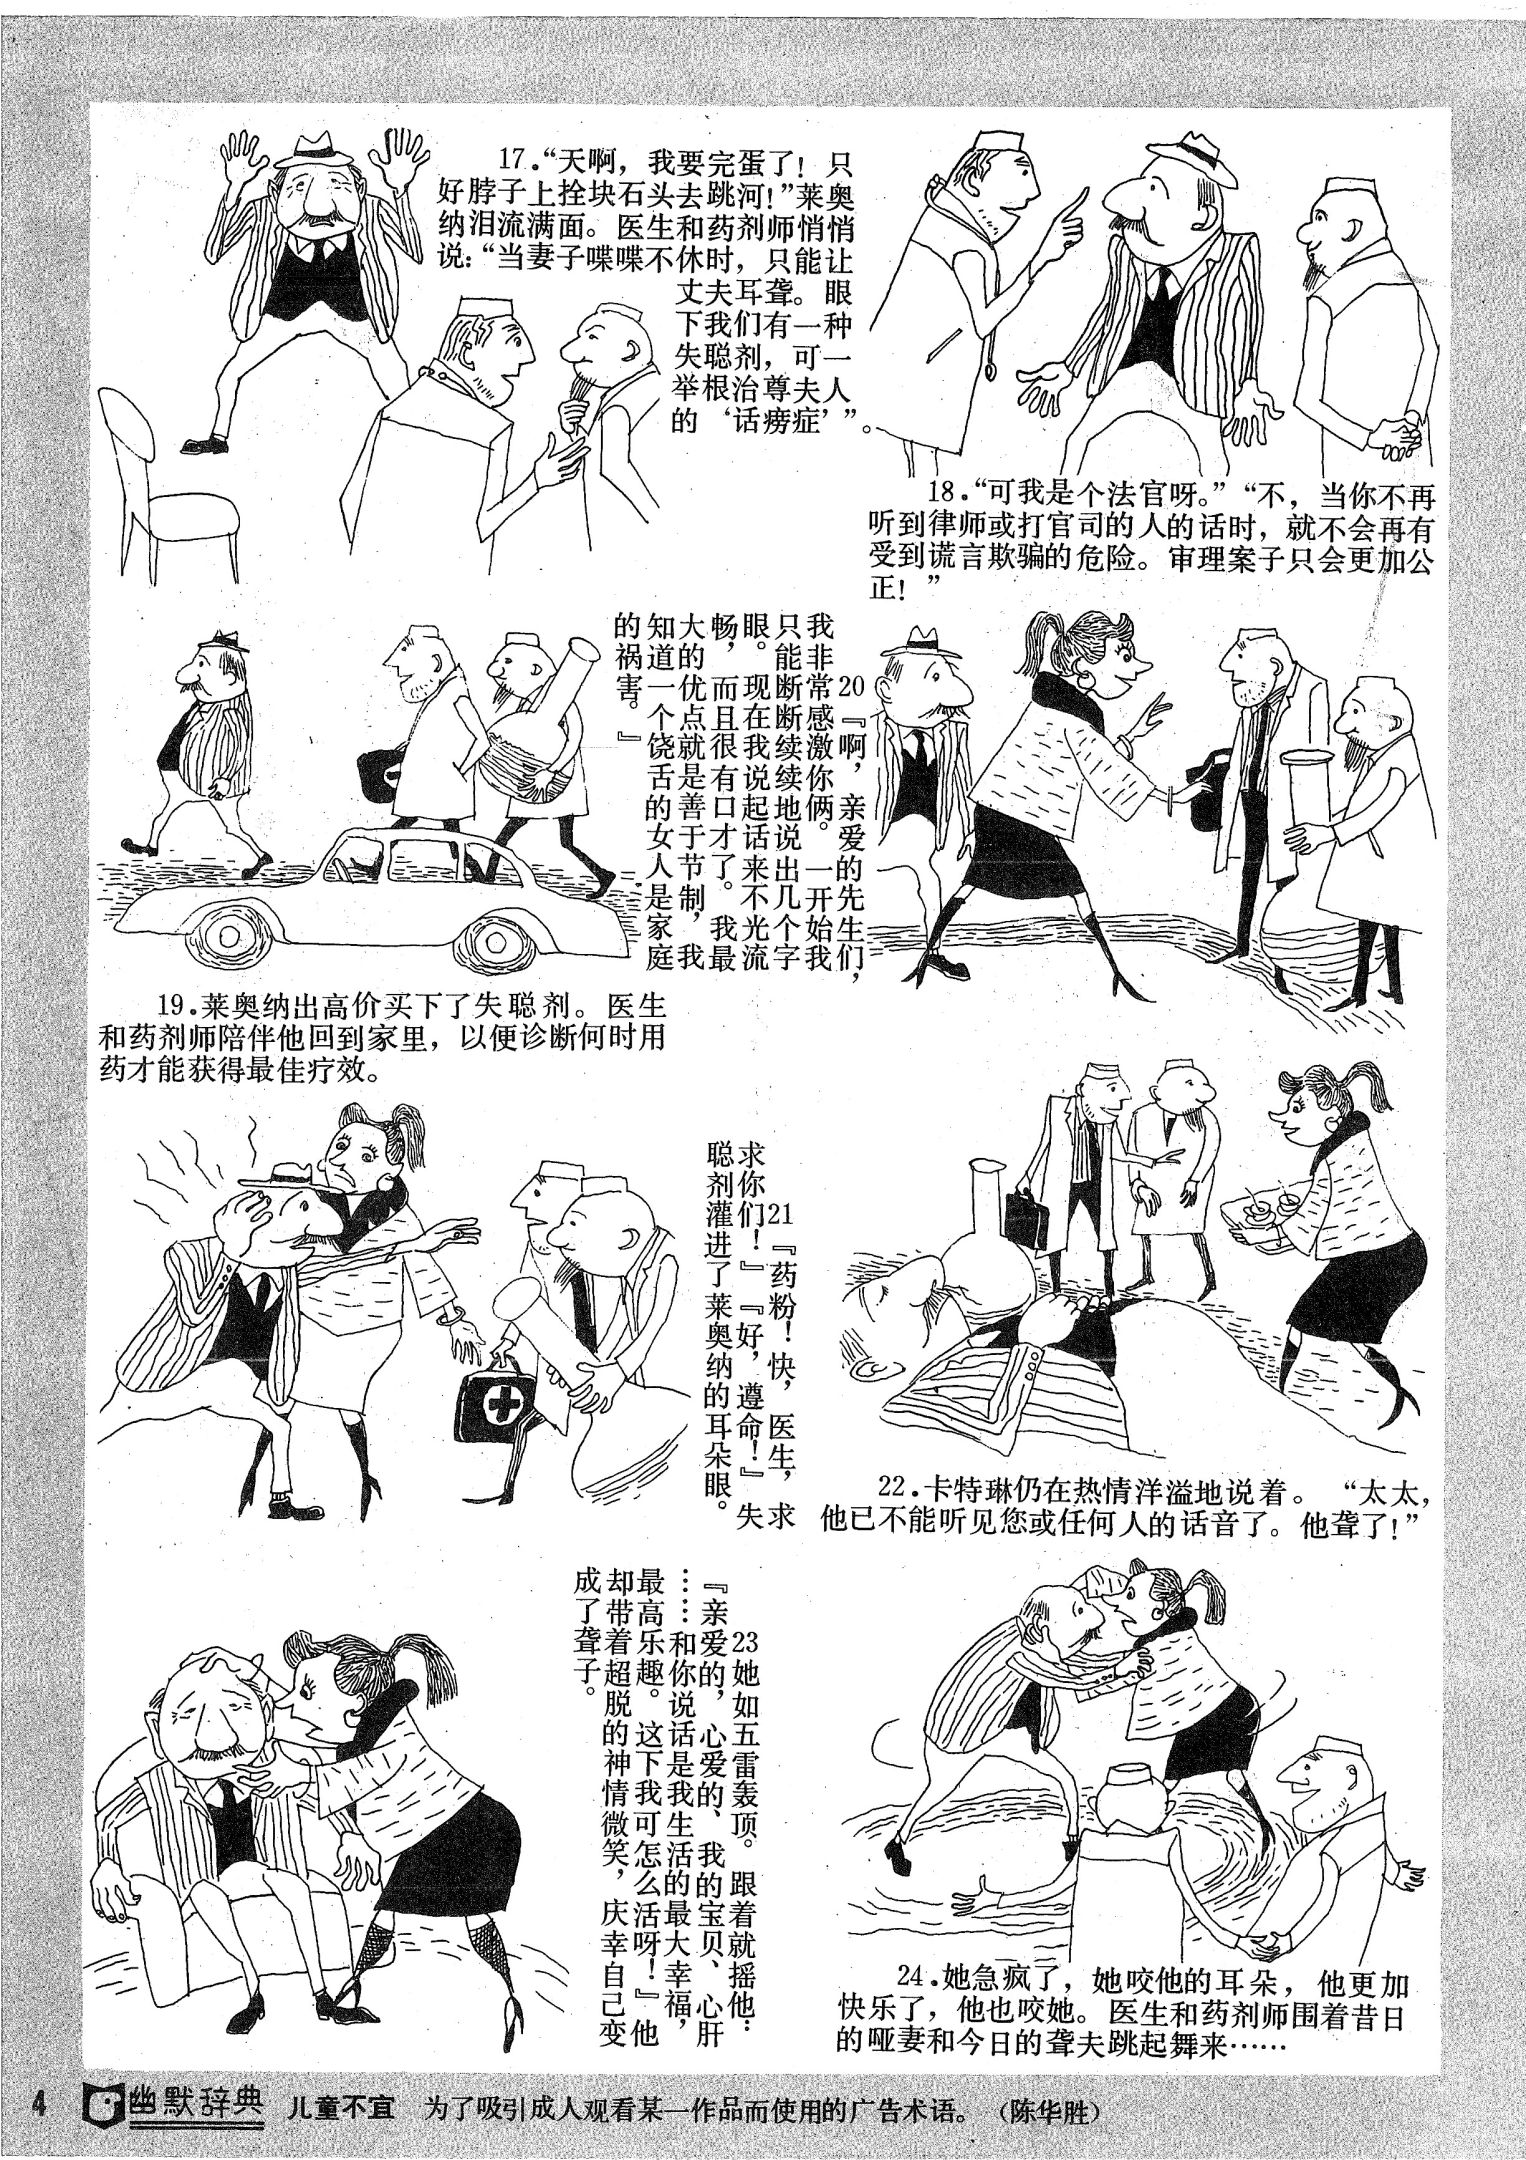 17.“天啊，我要完蛋了！只
好脖子上拴块石头去跳河！”莱奥
纳泪流满面。医生和药剂师悄悄
说：“当妻子喋喋不休时，只能让
丈夫耳聋。眼
下我们有一种
失聪剂，可一
举根治尊夫人
的‘话痨症’”。
18.“可我是个法官呀。”“不，当你不再
听到律师或打官司的人的话时，就不会再有
受到谎言欺骗的危险。审理案子只会更加公
正！”
19.莱奥纳出高价买下了失聪剂。医生
和药剂师陪伴他回到家里，以便诊断何时用
药才能获得最佳疗效。
20『啊，亲爱的先生们，
我非常感激你俩。一开始我
只能断断续续地说出几个字
眼。现在我说起话来不光流
畅，而且很有口才了。我最
大的优点就是善于节制，我
知道一个饶舌的女人是家庭
的祸害。』
21『药粉！快，医生，求
求你们！』『好，遵命！』失
聪剂灌进了莱奥纳的耳朵眼。
22.卡特琳仍在热情洋溢地说着。“太太，
他已不能听见您或任何人的话音了。他聋了！”
23她如五雷轰顶。跟着就摇他：
『亲爱的，心爱的、我的宝贝、心肝
……和你说话是我生活的最大幸福，
最高乐趣。这下我可怎么活呀！』他
却带着超脱的神情微笑，庆幸自己变
成了聋子。
24.她急疯了，她咬他的耳朵，他更加
快乐了，他也咬她。医生和药剂师围着昔日
的哑妻和今日的聋夫跳起舞来……
4 幽默辞典 儿童不宜 为了吸引成人观看某一作品而使用的广告术语。（陈华胜）